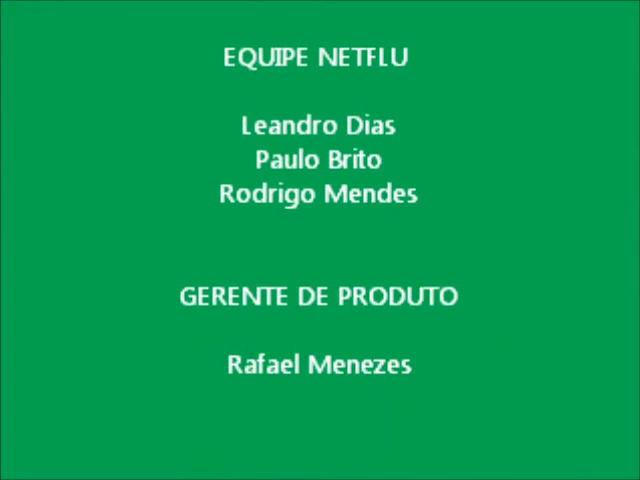 EQUIPE NETFLU
Leandro Dias
Paulo Brito
Rodrigo Mendes
GERENTE DE PRODUTO
Rafael Menezes